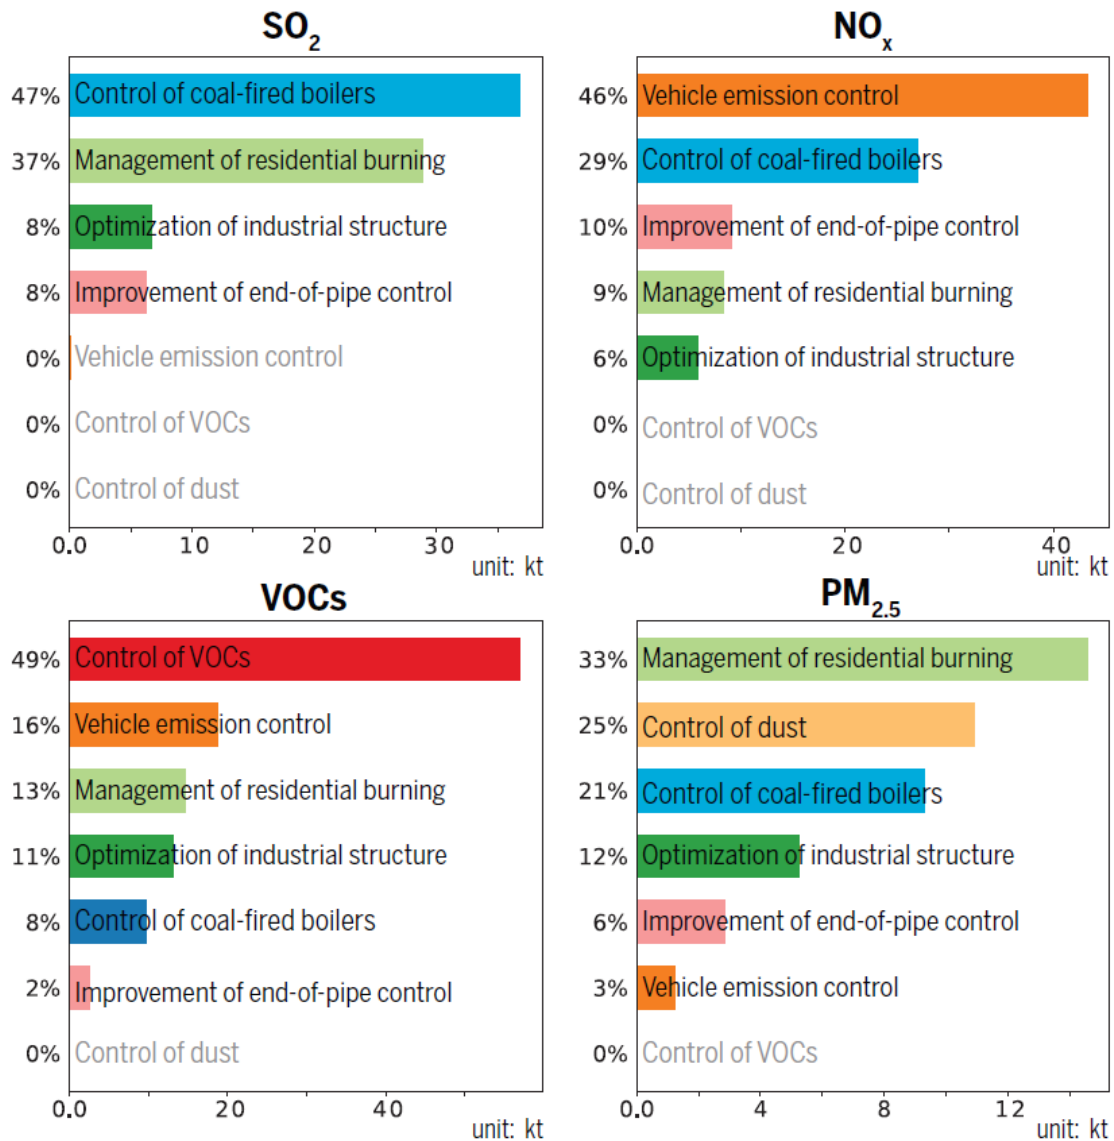 SO2
47% Control of coal-fired boilers
37% Management of residential burning
8% Optimization of industrial structure
8% Improvement of end-of-pipe control
0% Vehicle emission control
0% Control of VOCs
0% Control of dust
0.0 10 20 30
unit: kt
NOx
46% Vehicle emission control
29% Control of coal-fired boilers
10% Improvement of end-of-pipe control
9% Management of residential burning
6% Optimization of industrial structure
0% Control of VOCs
0% Control of dust
0.0 20 40
unit: kt
VOCs
49% Control of VOCs
16% Vehicle emission control
13% Management of residential burning
11% Optimization of industrial structure
8% Control of coal-fired boilers
2% Improvement of end-of-pipe control
0% Control of dust
0.0 20 40
unit: kt
PM2.5
33% Management of residential burning
25% Control of dust
21% Control of coal-fired boilers
12% Optimization of industrial structure
6% Improvement of end-of-pipe control
3% Vehicle emission control
0% Control of VOCs
0.0 4 8 12
unit: kt